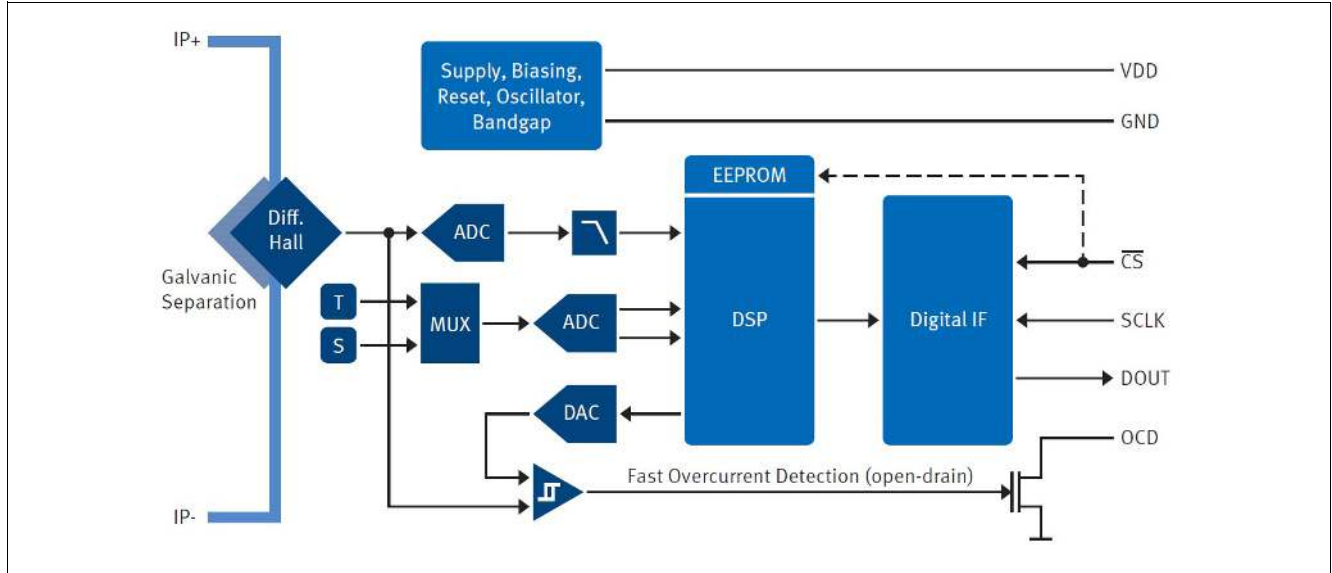 IP+
Supply, Biasing,
Reset, Oscillator,
Bandgap
VDD
GND
EEPROM
Diff.
Hall
ADC
Galvanic
Separation
CS
T
S
MUX
ADC
DSP
Digital IF
SCLK
DOUT
DAC
OCD
Fast Overcurrent Detection (open-drain)
IP-